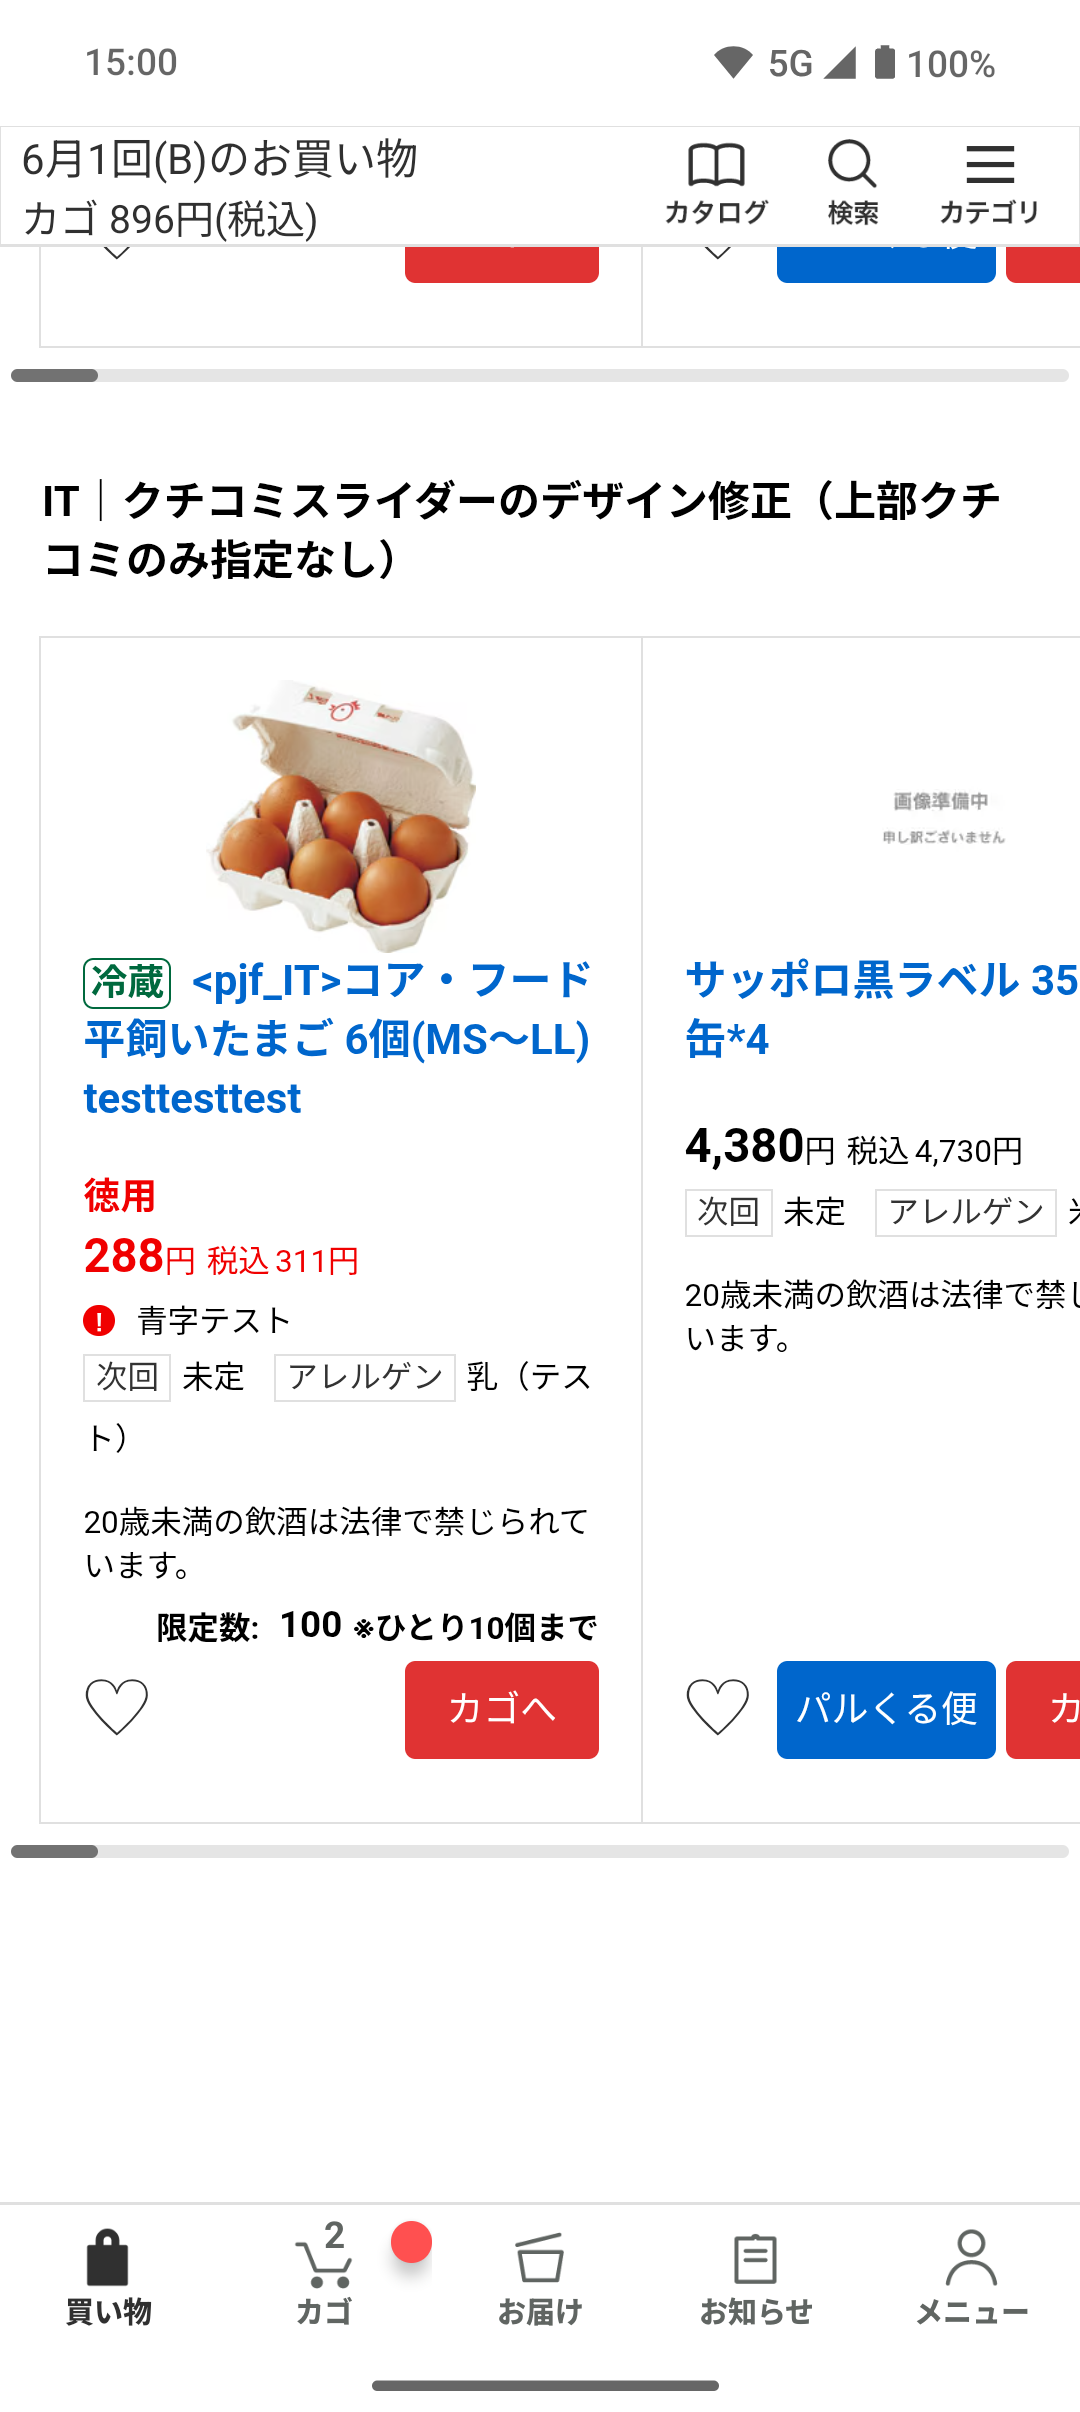 15:00
5G 100%
6月1回(B)のお買い物
カゴ 896円(税込)
カタログ
検索
カテゴリ
IT｜クチコミスライダーのデザイン修正（上部クチ
コミのみ指定なし）
冷蔵 <pjf_IT>コア・フード
平飼いたまご 6個(MS〜LL)
testtesttest
徳用
288円 税込 311円
! 青字テスト
次回 未定 アレルゲン 乳（テス
ト）
20歳未満の飲酒は法律で禁じられて
います。
限定数: 100 ※ひとり10個まで
カゴへ
画像準備中
申し訳ございません
サッポロ黒ラベル 35
缶*4
4,380円 税込 4,730円
次回 未定 アレルゲン
20歳未満の飲酒は法律で禁じ
います。
パルくる便
カ
買い物
2
カゴ
お届け
お知らせ
メニュー